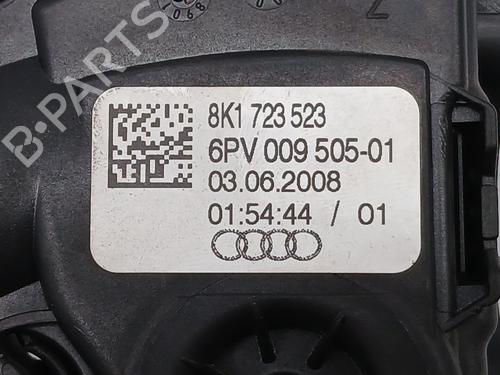 B-PARTS
8K1 723 523
6PV 009 505-01
03.06.2008
01:54:44 / 01